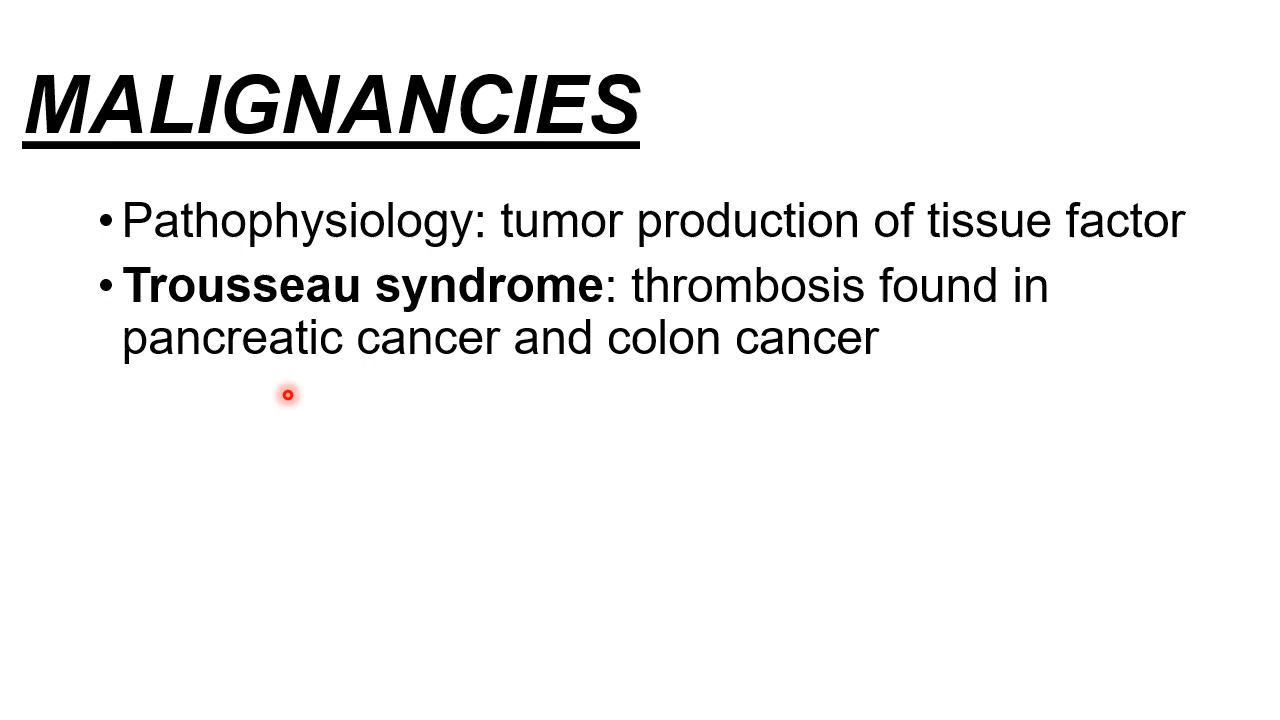 MALIGNANCIES
• Pathophysiology: tumor production of tissue factor
• Trousseau syndrome: thrombosis found in
pancreatic cancer and colon cancer